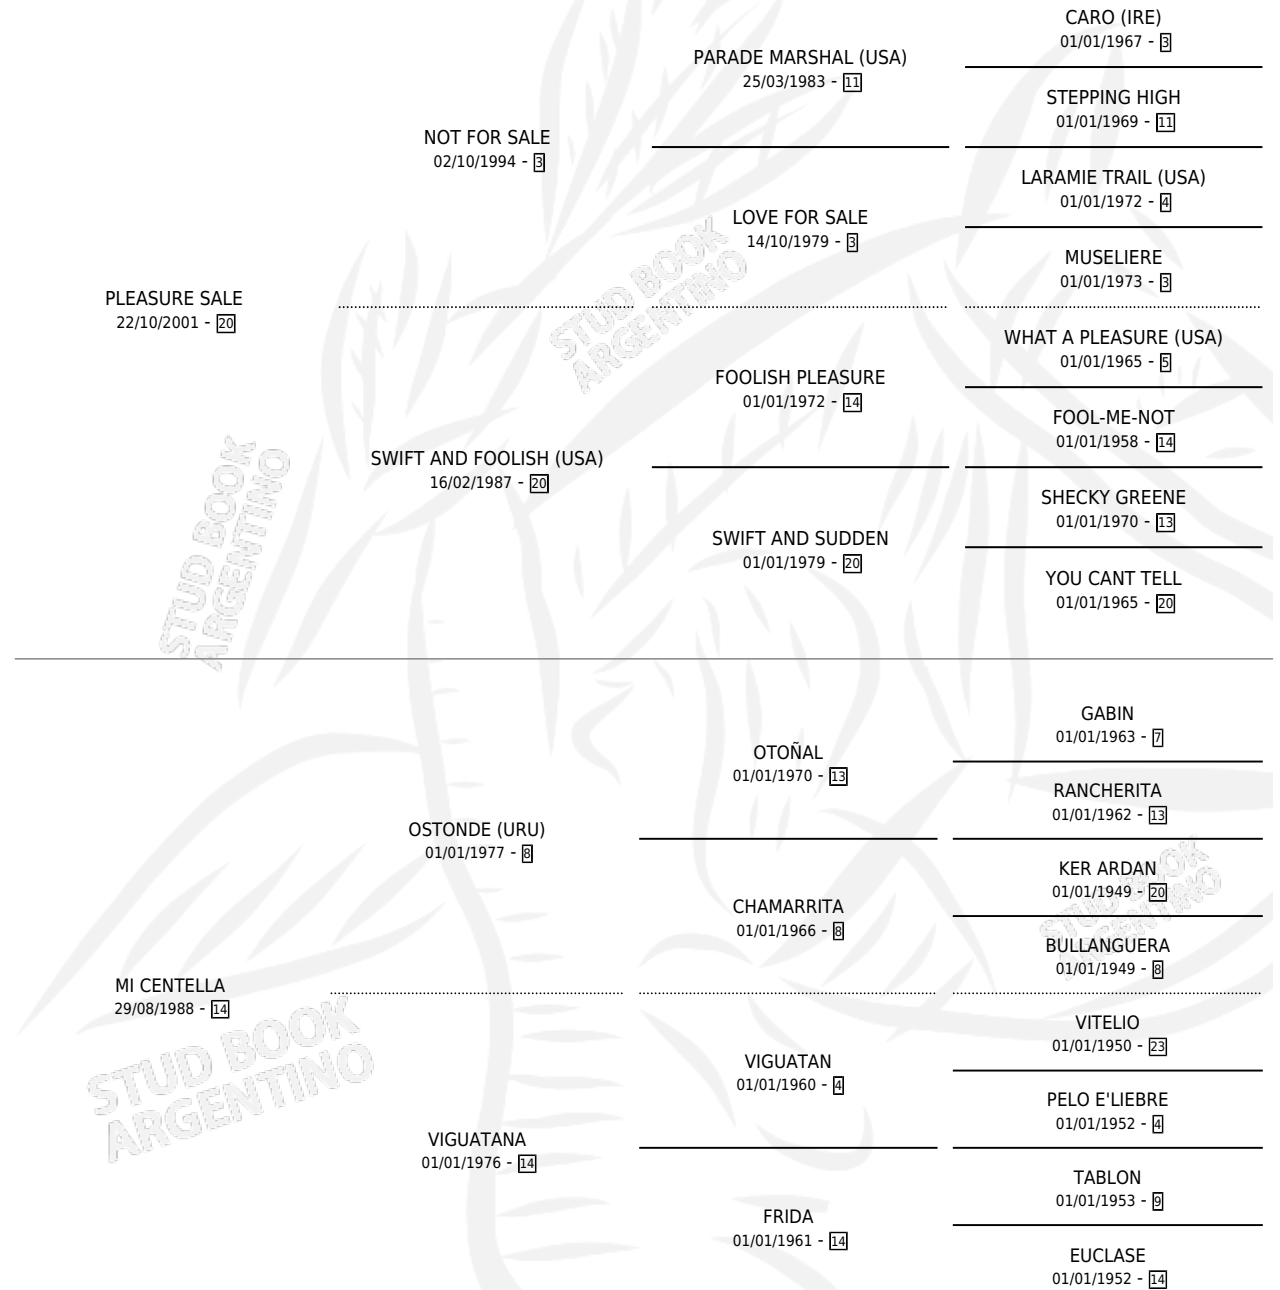 CARO (IRE)
01/01/1967 - 3
PARADE MARSHAL (USA)
25/03/1983 - 11
STEPPING HIGH
01/01/1969 - 11
NOT FOR SALE
02/10/1994 - 3
LARAMIE TRAIL (USA)
01/01/1972 - 4
LOVE FOR SALE
14/10/1979 - 3
MUSELIERE
01/01/1973 - 3
PLEASURE SALE
22/10/2001 - 20
WHAT A PLEASURE (USA)
01/01/1965 - 5
FOOLISH PLEASURE
01/01/1972 - 14
FOOL-ME-NOT
01/01/1958 - 14
SWIFT AND FOOLISH (USA)
16/02/1987 - 20
SHECKY GREENE
01/01/1970 - 13
SWIFT AND SUDDEN
01/01/1979 - 20
YOU CANT TELL
01/01/1965 - 20
GABIN
01/01/1963 - 7
OTOÑAL
01/01/1970 - 13
RANCHERITA
01/01/1962 - 13
OSTONDE (URU)
01/01/1977 - 8
KER ARDAN
01/01/1949 - 20
CHAMARRITA
01/01/1966 - 8
BULLANGUERA
01/01/1949 - 8
MI CENTELLA
29/08/1988 - 14
VITELIO
01/01/1950 - 23
VIGUATAN
01/01/1960 - 4
PELO E'LIEBRE
01/01/1952 - 4
VIGUATANA
01/01/1976 - 14
TABLON
01/01/1953 - 9
FRIDA
01/01/1961 - 14
EUCLASE
01/01/1952 - 14
STUD BOOK
ARGENTINO
STUD BOOK
ARGENTINO
STUD BOOK
ARGENTINO
STUD BOOK
ARGENTINO